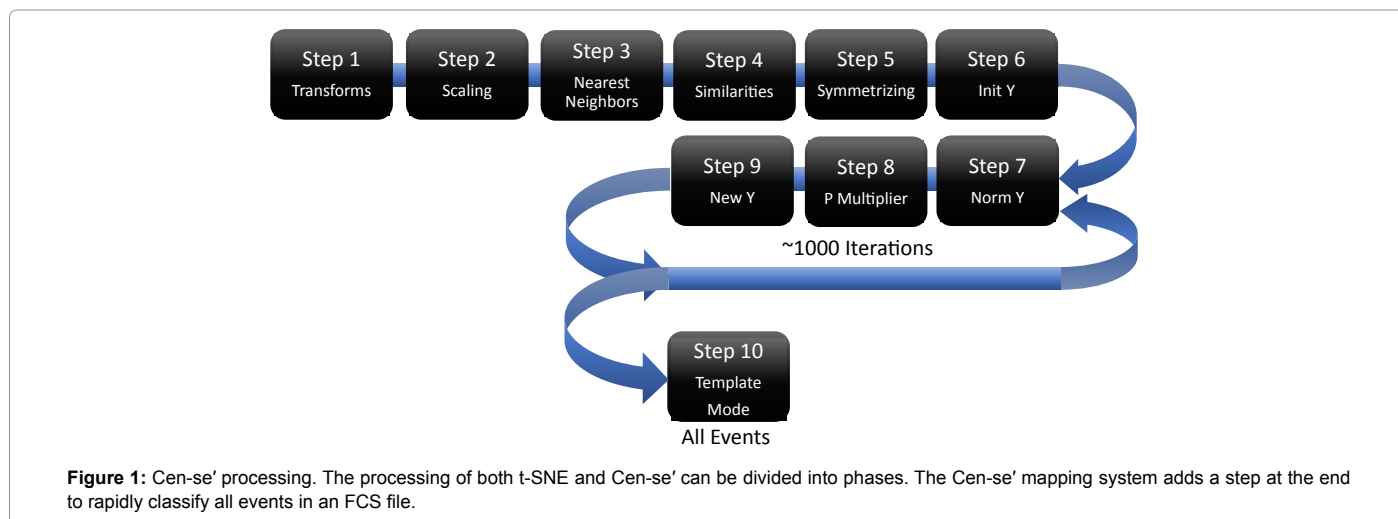 Step 1
Transforms
Step 2
Scaling
Step 3
Nearest
Neighbors
Step 4
Similarities
Step 5
Symmetrizing
Step 6
Init Y
Step 9
New Y
Step 8
P Multiplier
Step 7
Norm Y
~1000 Iterations
Step 10
Template
Mode
All Events
Figure 1: Cen-se′ processing. The processing of both t-SNE and Cen-se′ can be divided into phases. The Cen-se′ mapping system adds a step at the end
to rapidly classify all events in an FCS file.